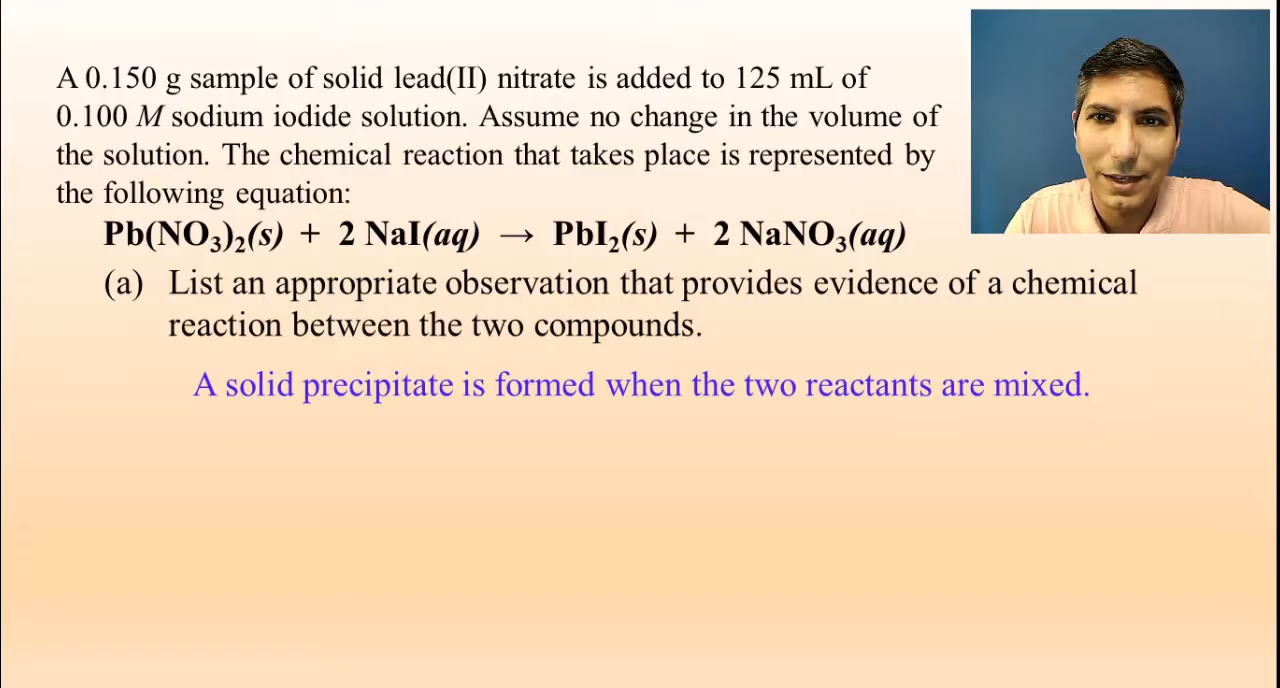 A 0.150 g sample of solid lead(II) nitrate is added to 125 mL of
0.100 M sodium iodide solution. Assume no change in the volume of
the solution. The chemical reaction that takes place is represented by
the following equation:
Pb(NO₃)₂(s) + 2 NaI(aq) → PbI₂(s) + 2 NaNO₃(aq)
(a) List an appropriate observation that provides evidence of a chemical
reaction between the two compounds.
A solid precipitate is formed when the two reactants are mixed.